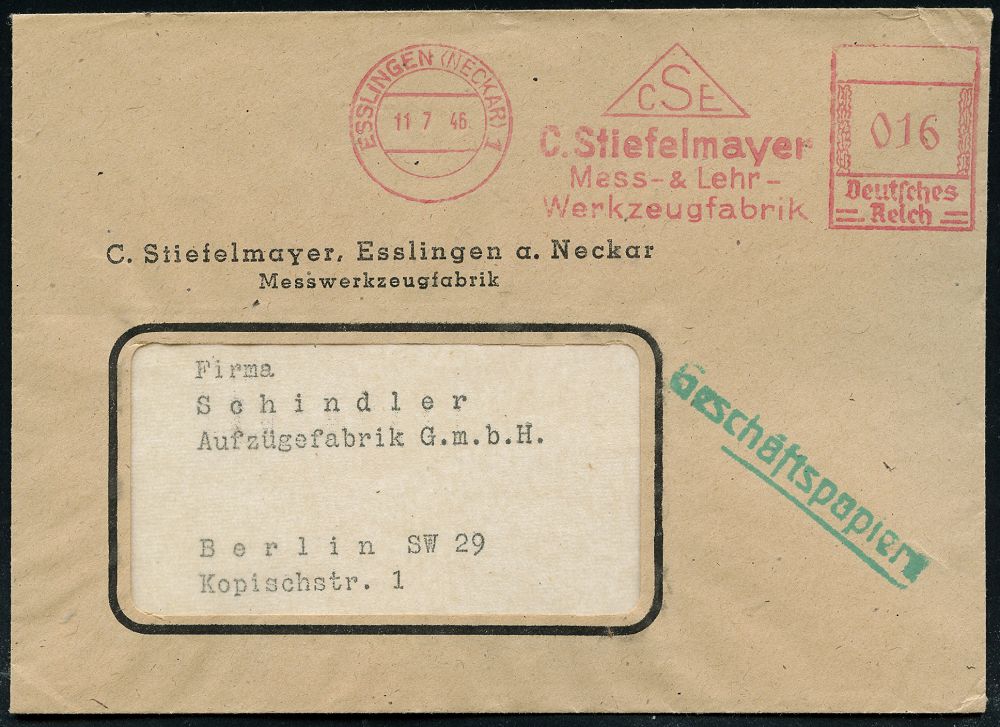 ESSLINGEN (NECKAR) 1
11 7 46
CSE
C. Stiefelmayer
Mess- & Lehr-
Werkzeugfabrik
016
Deutsches
Reich
C. Stiefelmayer, Esslingen a. Neckar
Messwerkzeugfabrik
Firma
Schindler
Aufzügefabrik G.m.b.H.
Berlin SW 29
Kopischstr. 1
Geschäftspapiere